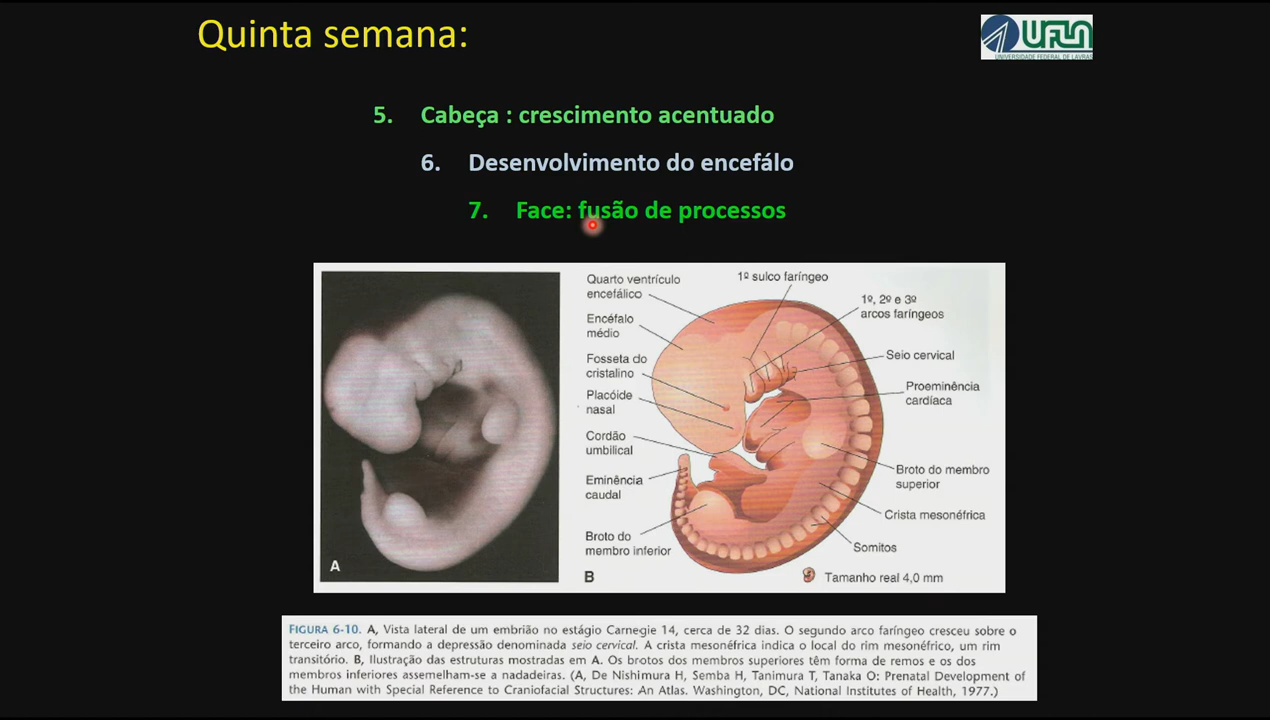 Quinta semana:
UFLA
UNIVERSIDADE FEDERAL DE LAVRAS
5. Cabeça : crescimento acentuado
6. Desenvolvimento do encefálo
7. Face: fusão de processos
Quarto ventrículo
encefálico
1º sulco faríngeo
1º, 2º e 3º
arcos faríngeos
Encéfalo
médio
Seio cervical
Fosseta do
cristalino
Proeminência
cardíaca
Placóide
nasal
Cordão
umbilical
Broto do membro
superior
Eminência
caudal
Crista mesonéfrica
Broto do
membro inferior
Somitos
A
B
Tamanho real 4,0 mm
FIGURA 6-10. A, Vista lateral de um embrião no estágio Carnegie 14, cerca de 32 dias. O segundo arco faríngeo cresceu sobre o
terceiro arco, formando a depressão denominada seio cervical. A crista mesonéfrica indica o local do rim mesonéfrico, um rim
transitório. B, Ilustração das estruturas mostradas em A. Os brotos dos membros superiores têm forma de remos e os dos
membros inferiores assemelham-se a nadadeiras. (A, De Nishimura H, Semba H, Tanimura T, Tanaka O: Prenatal Development of
the Human with Special Reference to Craniofacial Structures: An Atlas. Washington, DC, National Institutes of Health, 1977.)